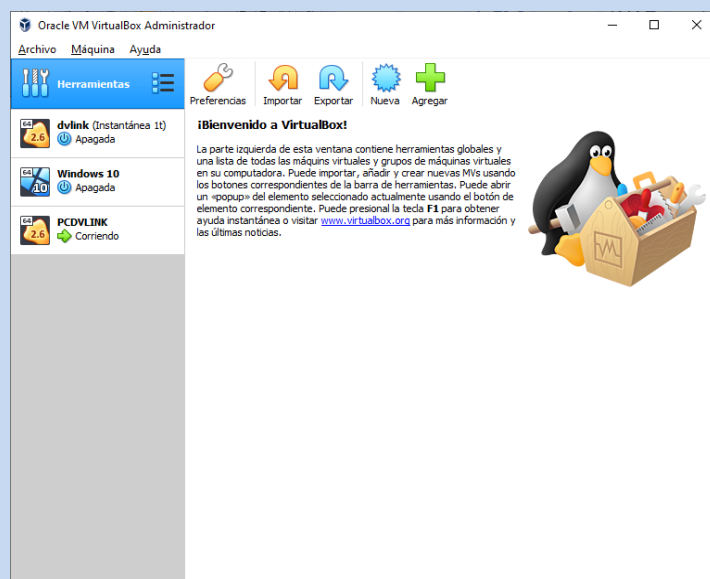 Oracle VM VirtualBox Administrador
Archivo Máquina Ayuda
Herramientas
Preferencias Importar Exportar Nueva Agregar
64 2.6 dvlink (Instantánea 1t)
Apagada
64 10 Windows 10
Apagada
64 2.6 PCDVLINK
Corriendo
¡Bienvenido a VirtualBox!
La parte izquierda de esta ventana contiene herramientas globales y
una lista de todas las máquins virtuales y grupos de máquinas virtuales
en su computadora. Puede importar, añadir y crear nuevas MVs usando
los botones correspondientes de la barra de herramientas. Puede abrir
un «popup» del elemento seleccionado actualmente usando el botón de
elemento correspondiente. Puede presional la tecla F1 para obtener
ayuda instantánea o visitar www.virtualbox.org para más información y
las últimas noticias.